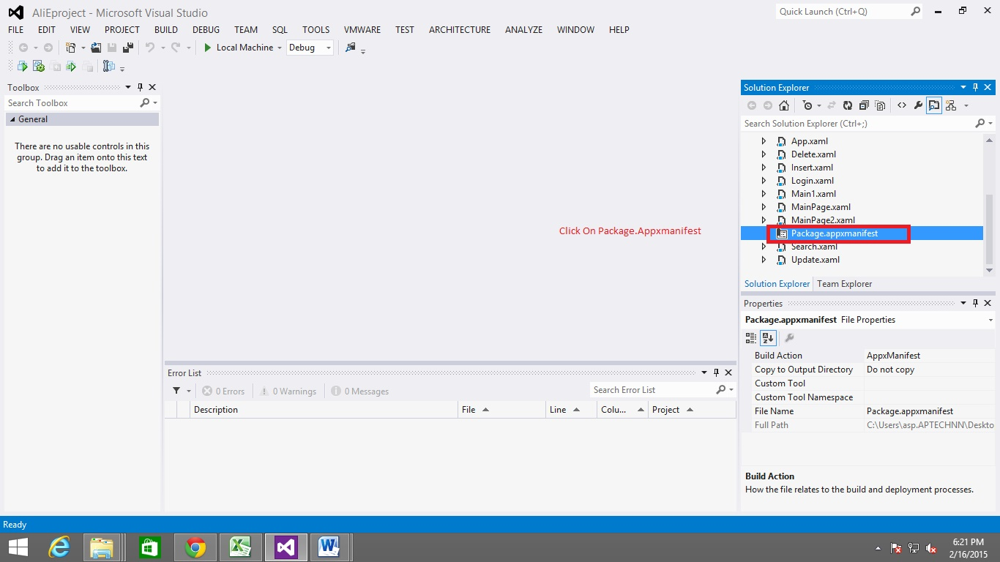 AliEproject - Microsoft Visual Studio
Quick Launch (Ctrl+Q)
FILE EDIT VIEW PROJECT BUILD DEBUG TEAM SQL TOOLS VMWARE TEST ARCHITECTURE ANALYZE WINDOW HELP
Local Machine Debug
Toolbox
Search Toolbox
General
There are no usable controls in this
group. Drag an item onto this text
to add it to the toolbox.
Click On Package.Appxmanifest
Solution Explorer
Search Solution Explorer (Ctrl+;)
App.xaml
Delete.xaml
Insert.xaml
Login.xaml
Main1.xaml
MainPage.xaml
MainPage2.xaml
Package.appxmanifest
Search.xaml
Update.xaml
Solution Explorer Team Explorer
Properties
Package.appxmanifest File Properties
Build Action AppxManifest
Copy to Output Directory Do not copy
Custom Tool
Custom Tool Namespace
File Name Package.appxmanifest
Full Path C:\Users\asp.APTECHNN\Deskto
Build Action
How the file relates to the build and deployment processes.
Error List
0 Errors 0 Warnings 0 Messages Search Error List
Description File Line Colu... Project
Ready
6:21 PM
2/16/2015